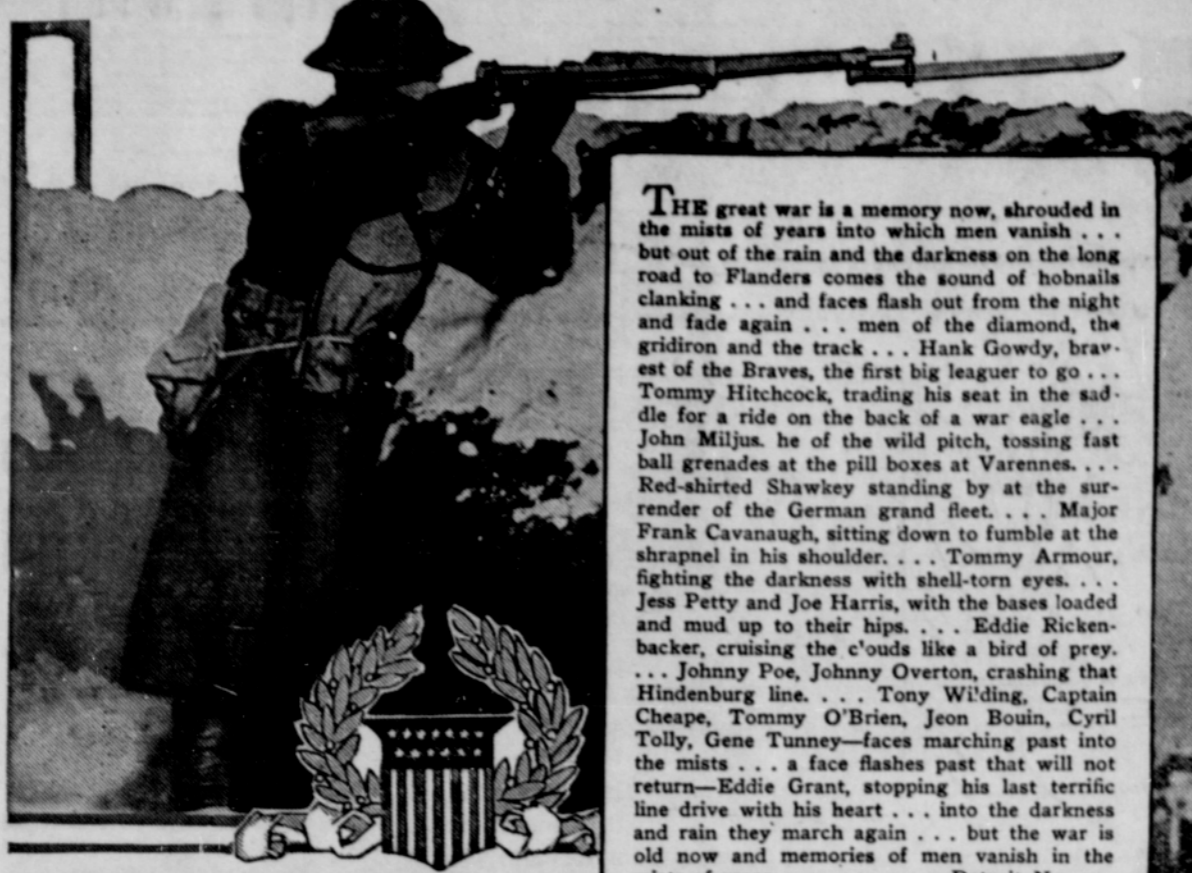 THE great war is a memory now, shrouded in
the mists of years into which men vanish . . .
but out of the rain and the darkness on the long
road to Flanders comes the sound of hobnails
clanking . . . and faces flash out from the night
and fade again . . . men of the diamond, the
gridiron and the track . . . Hank Gowdy, brav-
est of the Braves, the first big leaguer to go . . .
Tommy Hitchcock, trading his seat in the sad-
dle for a ride on the back of a war eagle . . .
John Miljus. he of the wild pitch, tossing fast
ball grenades at the pill boxes at Varennes. . . .
Red-shirted Shawkey standing by at the sur-
render of the German grand fleet. . . . Major
Frank Cavanaugh, sitting down to fumble at the
shrapnel in his shoulder. . . . Tommy Armour,
fighting the darkness with shell-torn eyes. . . .
Jess Petty and Joe Harris, with the bases loaded
and mud up to their hips. . . . Eddie Ricken-
backer, cruising the c'ouds like a bird of prey.
. . . Johnny Poe, Johnny Overton, crashing that
Hindenburg line. . . . Tony Wi'ding, Captain
Cheape, Tommy O'Brien, Jeon Bouin, Cyril
Tolly, Gene Tunney—faces marching past into
the mists . . . a face flashes past that will not
return—Eddie Grant, stopping his last terrific
line drive with his heart . . . into the darkness
and rain they march again . . . but the war is
old now and memories of men vanish in the